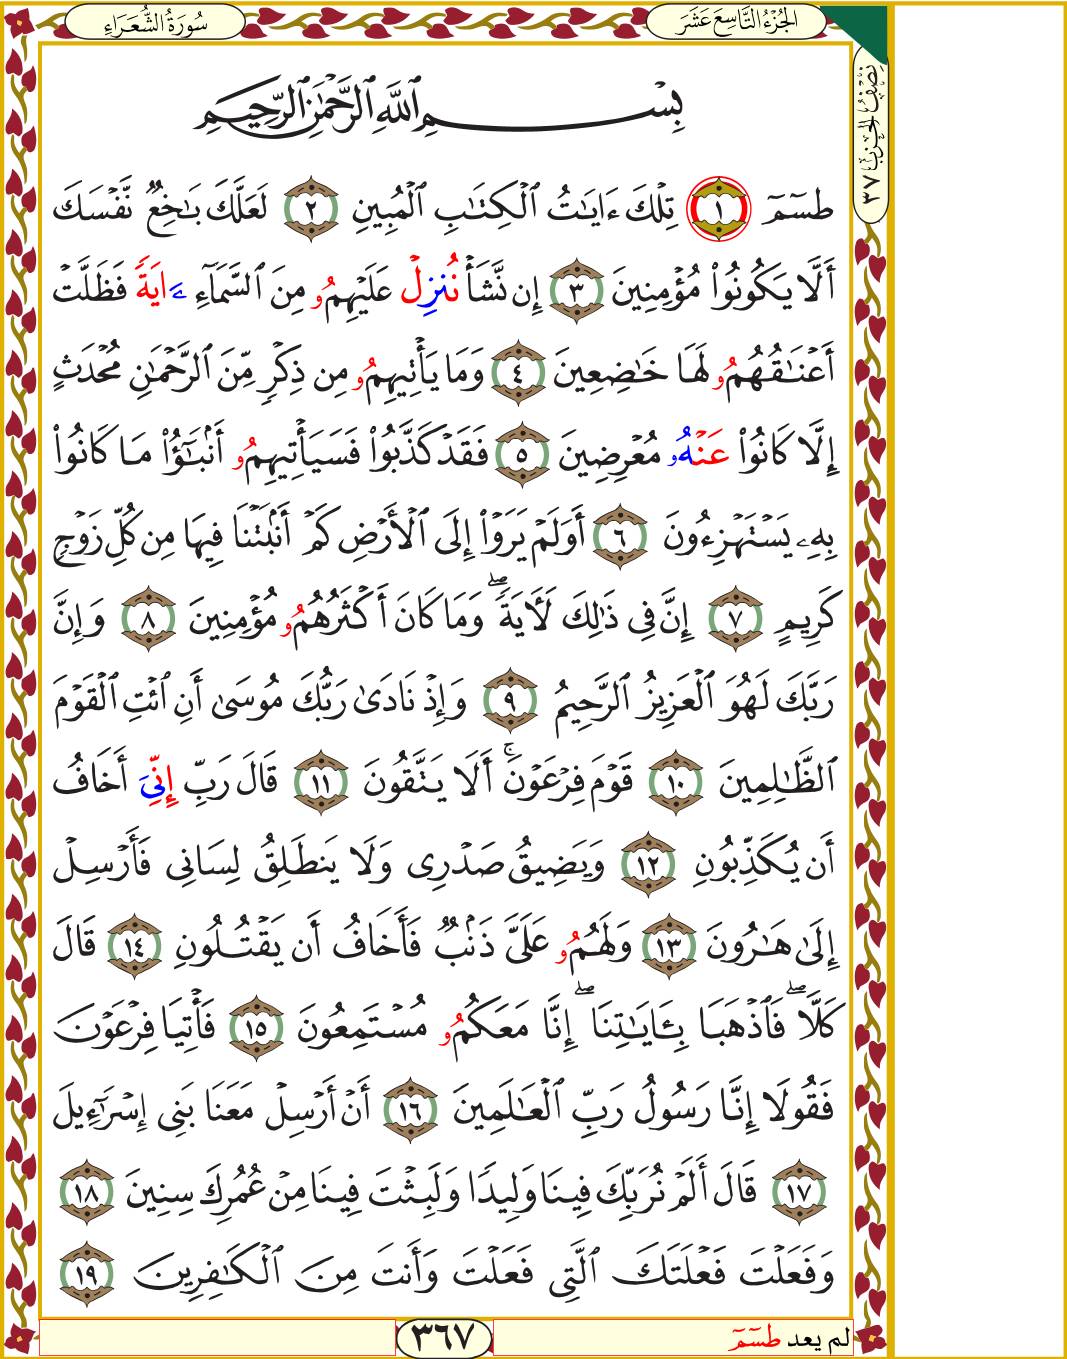 الجُزْءُ التَّاسِعَ عَشَرَ
سُورَةُ الشُّعَرَاءِ
نِصْفُ الحِزْبِ ٣٧
بِسْمِ ٱللَّهِ ٱلرَّحْمَٰنِ ٱلرَّحِيمِ
طسٓمٓ ١ تِلْكَ ءَايَٰتُ ٱلْكِتَٰبِ ٱلْمُبِينِ ٢ لَعَلَّكَ بَٰخِعٌ نَّفْسَكَ
أَلَّا يَكُونُوا۟ مُؤْمِنِينَ ٣ إِن نَّشَأْ نُنزِلْ عَلَيْهِمُۥ مِنَ ٱلسَّمَآءِ ءَايَةً فَظَلَّتْ
أَعْنَٰقُهُمُۥ لَهَا خَٰضِعِينَ ٤ وَمَا يَأْتِيهِمُۥ مِن ذِكْرٍ مِّنَ ٱلرَّحْمَٰنِ مُحْدَثٍ
إِلَّا كَانُوا۟ عَنْهُۥ مُعْرِضِينَ ٥ فَقَدْ كَذَّبُوا۟ فَسَيَأْتِيهِمُۥ أَنۢبَٰٓؤُا۟ مَا كَانُوا۟
بِهِۦ يَسْتَهْزِءُونَ ٦ أَوَلَمْ يَرَوْا۟ إِلَى ٱلْأَرْضِ كَمْ أَنۢبَتْنَا فِيهَا مِن كُلِّ زَوْجٍ
كَرِيمٍ ٧ إِنَّ فِى ذَٰلِكَ لَءَايَةً ۖ وَمَا كَانَ أَكْثَرُهُمُۥ مُؤْمِنِينَ ٨ وَإِنَّ
رَبَّكَ لَهُوَ ٱلْعَزِيزُ ٱلرَّحِيمُ ٩ وَإِذْ نَادَىٰ رَبُّكَ مُوسَىٰٓ أَنِ ٱئْتِ ٱلْقَوْمَ
ٱلظَّٰلِمِينَ ١٠ قَوْمَ فِرْعَوْنَ ۚ أَلَا يَتَّقُونَ ١١ قَالَ رَبِّ إِنِّىَ أَخَافُ
أَن يُكَذِّبُونِ ١٢ وَيَضِيقُ صَدْرِى وَلَا يَنطَلِقُ لِسَانِى فَأَرْسِلْ
إِلَىٰ هَٰرُونَ ١٣ وَلَهُمُۥ عَلَىَّ ذَنۢبٌ فَأَخَافُ أَن يَقْتُلُونِ ١٤ قَالَ
كَلَّا ۖ فَٱذْهَبَا بِـَٔايَٰتِنَآ ۖ إِنَّا مَعَكُمُۥ مُسْتَمِعُونَ ١٥ فَأْتِيَا فِرْعَوْنَ
فَقُولَآ إِنَّا رَسُولُ رَبِّ ٱلْعَٰلَمِينَ ١٦ أَنْ أَرْسِلْ مَعَنَا بَنِىٓ إِسْرَٰٓءِيلَ
١٧ قَالَ أَلَمْ نُرَبِّكَ فِينَا وَلِيدًا وَلَبِثْتَ فِينَا مِنْ عُمُرِكَ سِنِينَ ١٨
وَفَعَلْتَ فَعْلَتَكَ ٱلَّتِى فَعَلْتَ وَأَنتَ مِنَ ٱلْكَٰفِرِينَ ١٩
لم يعد طسٓمٓ
٣٦٧